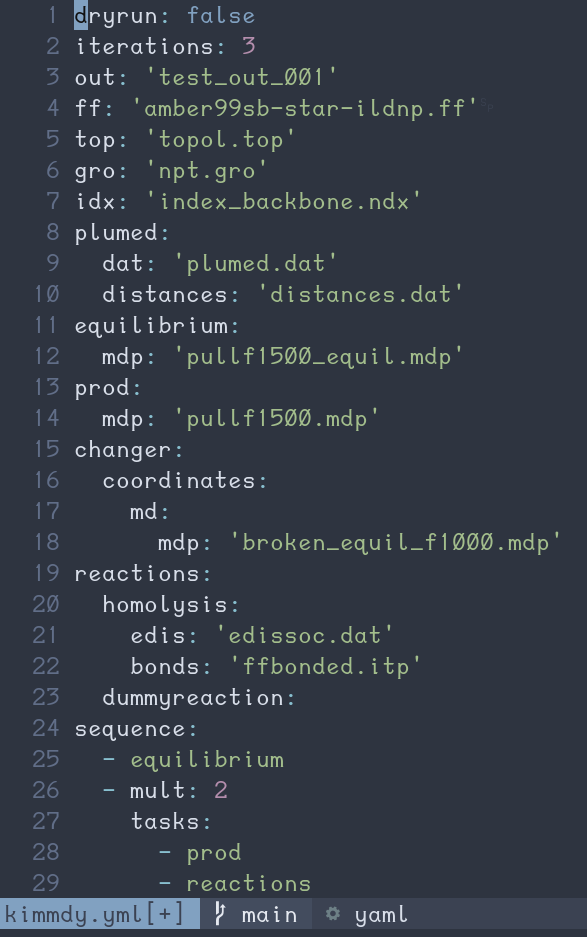 1 dryrun: false
2 iterations: 3
3 out: 'test_out_001'
4 ff: 'amber99sb-star-ildnp.ff'
5 top: 'topol.top'
6 gro: 'npt.gro'
7 idx: 'index_backbone.ndx'
8 plumed:
9   dat: 'plumed.dat'
10   distances: 'distances.dat'
11 equilibrium:
12   mdp: 'pullf1500_equil.mdp'
13 prod:
14   mdp: 'pullf1500.mdp'
15 changer:
16   coordinates:
17     md:
18       mdp: 'broken_equil_f1000.mdp'
19 reactions:
20   homolysis:
21     edis: 'edissoc.dat'
22     bonds: 'ffbonded.itp'
23   dummyreaction:
24 sequence:
25   - equilibrium
26   - mult: 2
27     tasks:
28       - prod
29       - reactions
kimmdy.yml[+] main yaml